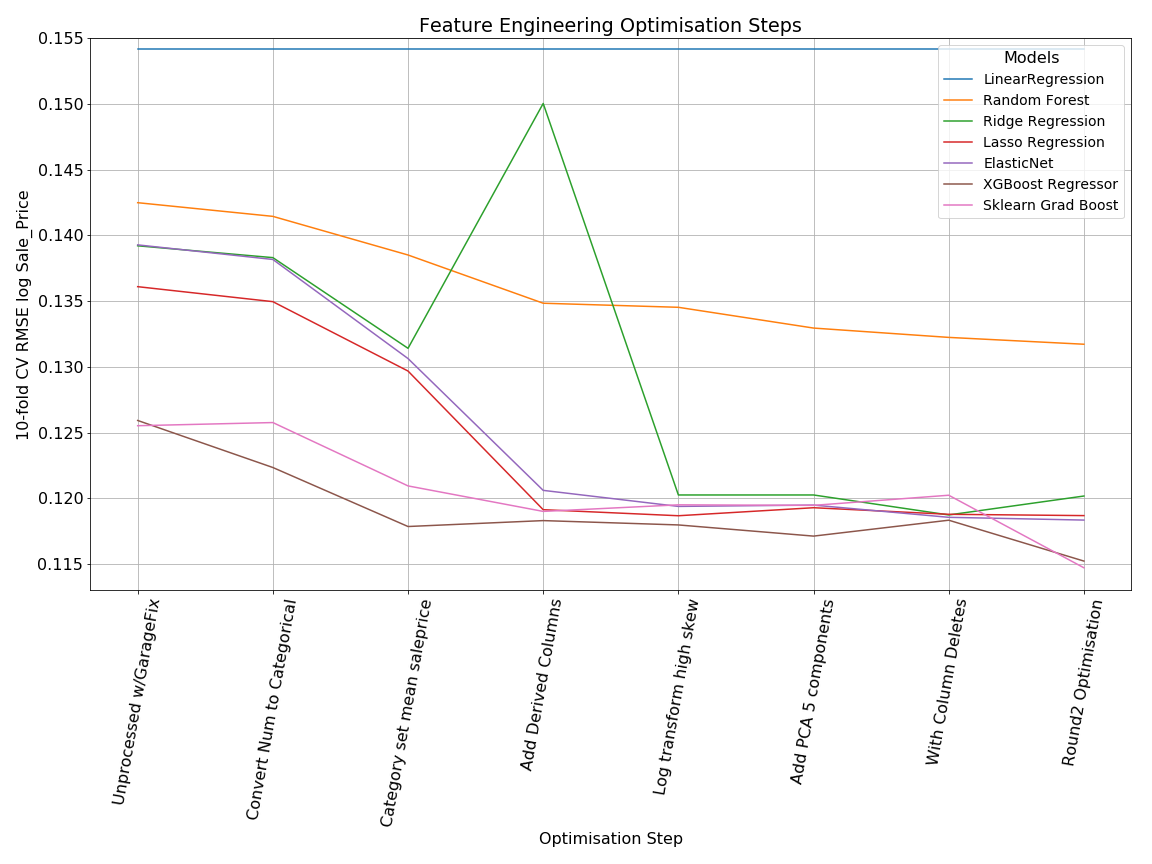 Feature Engineering Optimisation Steps
10-fold CV RMSE log Sale_Price
0.155
0.150
0.145
0.140
0.135
0.130
0.125
0.120
0.115
Models
LinearRegression
Random Forest
Ridge Regression
Lasso Regression
ElasticNet
XGBoost Regressor
Sklearn Grad Boost
Unprocessed w/GarageFix
Convert Num to Categorical
Category set mean saleprice
Add Derived Columns
Log transform high skew
Add PCA 5 components
With Column Deletes
Round2 Optimisation
Optimisation Step